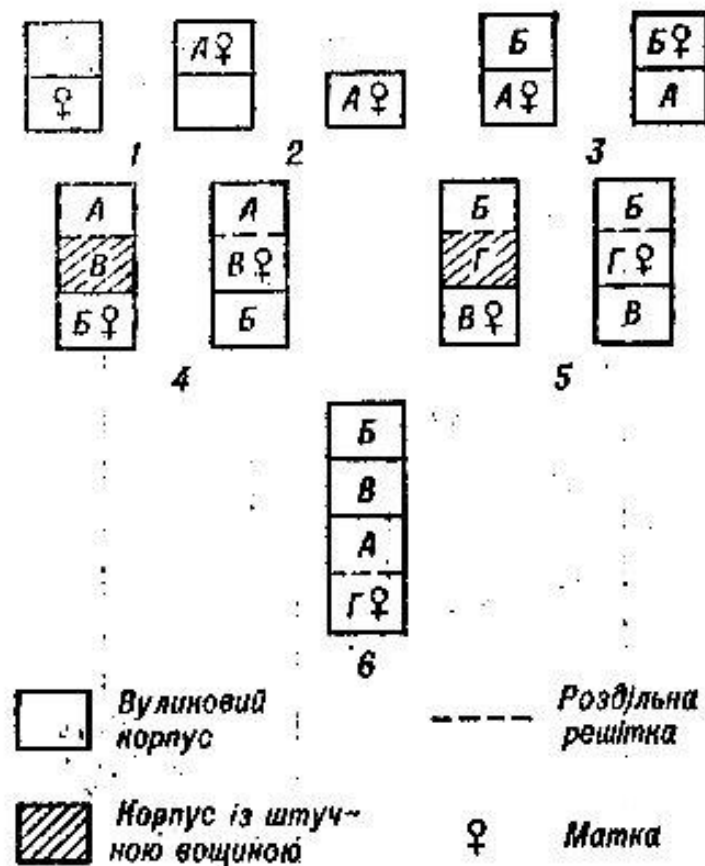 А♀ Б Б♀
♀ А♀ А♀ А
1 2 3
А А Б Б
В В♀ Г Г♀
Б♀ Б В♀ В
4 5
Б
В
А
Г♀
6
Вуликовий
корпус
Роздільна
решітка
Корпус із штуч-
ною вощиною
♀ Матка